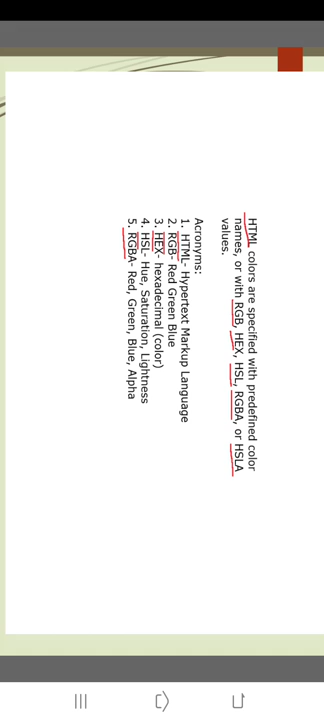 HTML colors are specified with predefined color
names, or with RGB, HEX, HSL, RGBA, or HSLA
values.
Acronyms:
1. HTML- Hypertext Markup Language
2. RGB- Red Green Blue
3. HEX- hexadecimal (color)
4. HSL- Hue, Saturation, Lightness
5. RGBA- Red, Green, Blue, Alpha